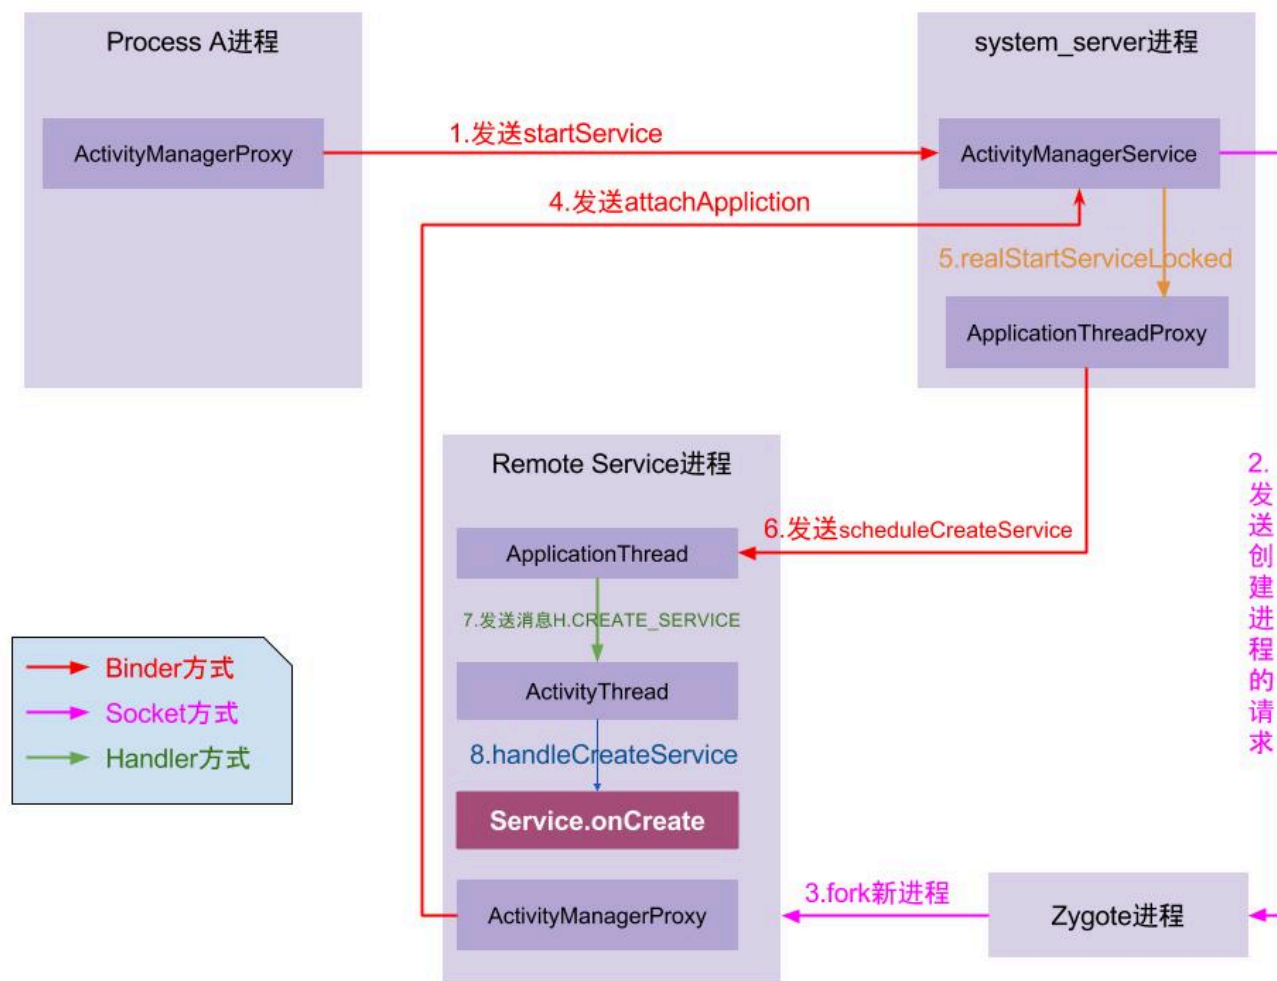 Process A进程
system_server进程
ActivityManagerProxy
1.发送startService
ActivityManagerService
4.发送attachAppliction
5.realStartServiceLocked
ApplicationThreadProxy
Remote Service进程
2.
发
送
创
建
进
程
的
请
求
6.发送scheduleCreateService
ApplicationThread
7.发送消息H.CREATE_SERVICE
ActivityThread
8.handleCreateService
Service.onCreate
ActivityManagerProxy
3.fork新进程
Zygote进程
Binder方式
Socket方式
Handler方式